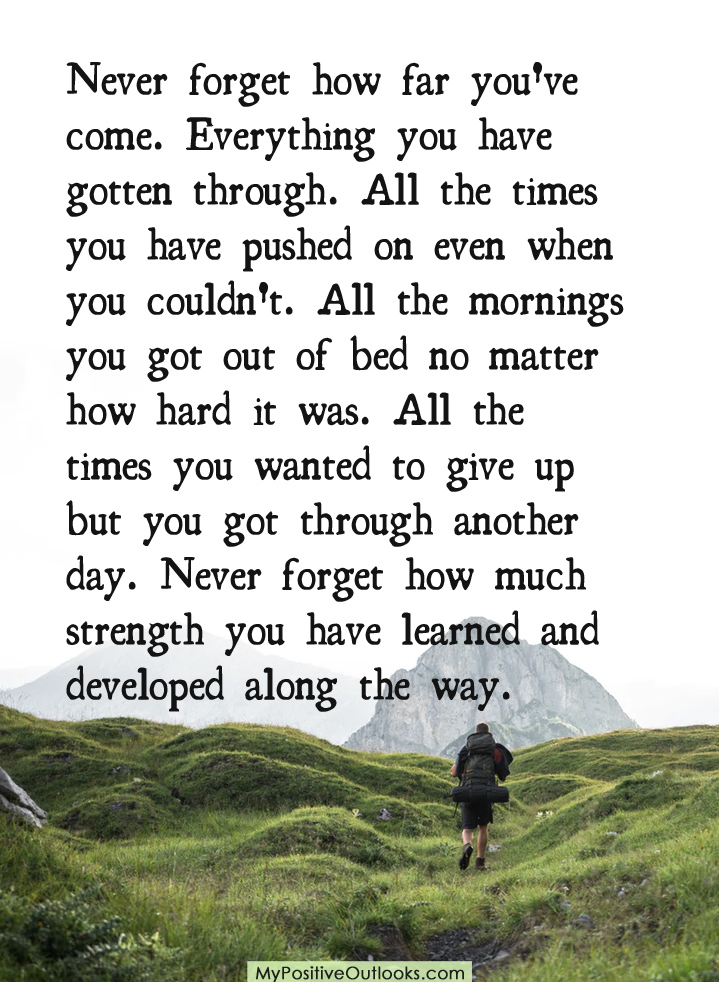 Never forget how far you've
come. Everything you have
gotten through. All the times
you have pushed on even when
you couldn't. All the mornings
you got out of bed no matter
how hard it was. All the
times you wanted to give up
but you got through another
day. Never forget how much
strength you have learned and
developed along the way.
MyPositiveOutlooks.com